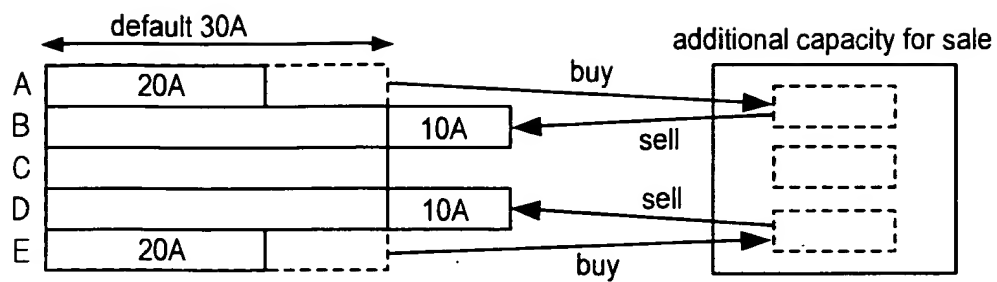 default 30A
additional capacity for sale
A 20A buy
B 10A sell
C
D 10A sell
E 20A buy